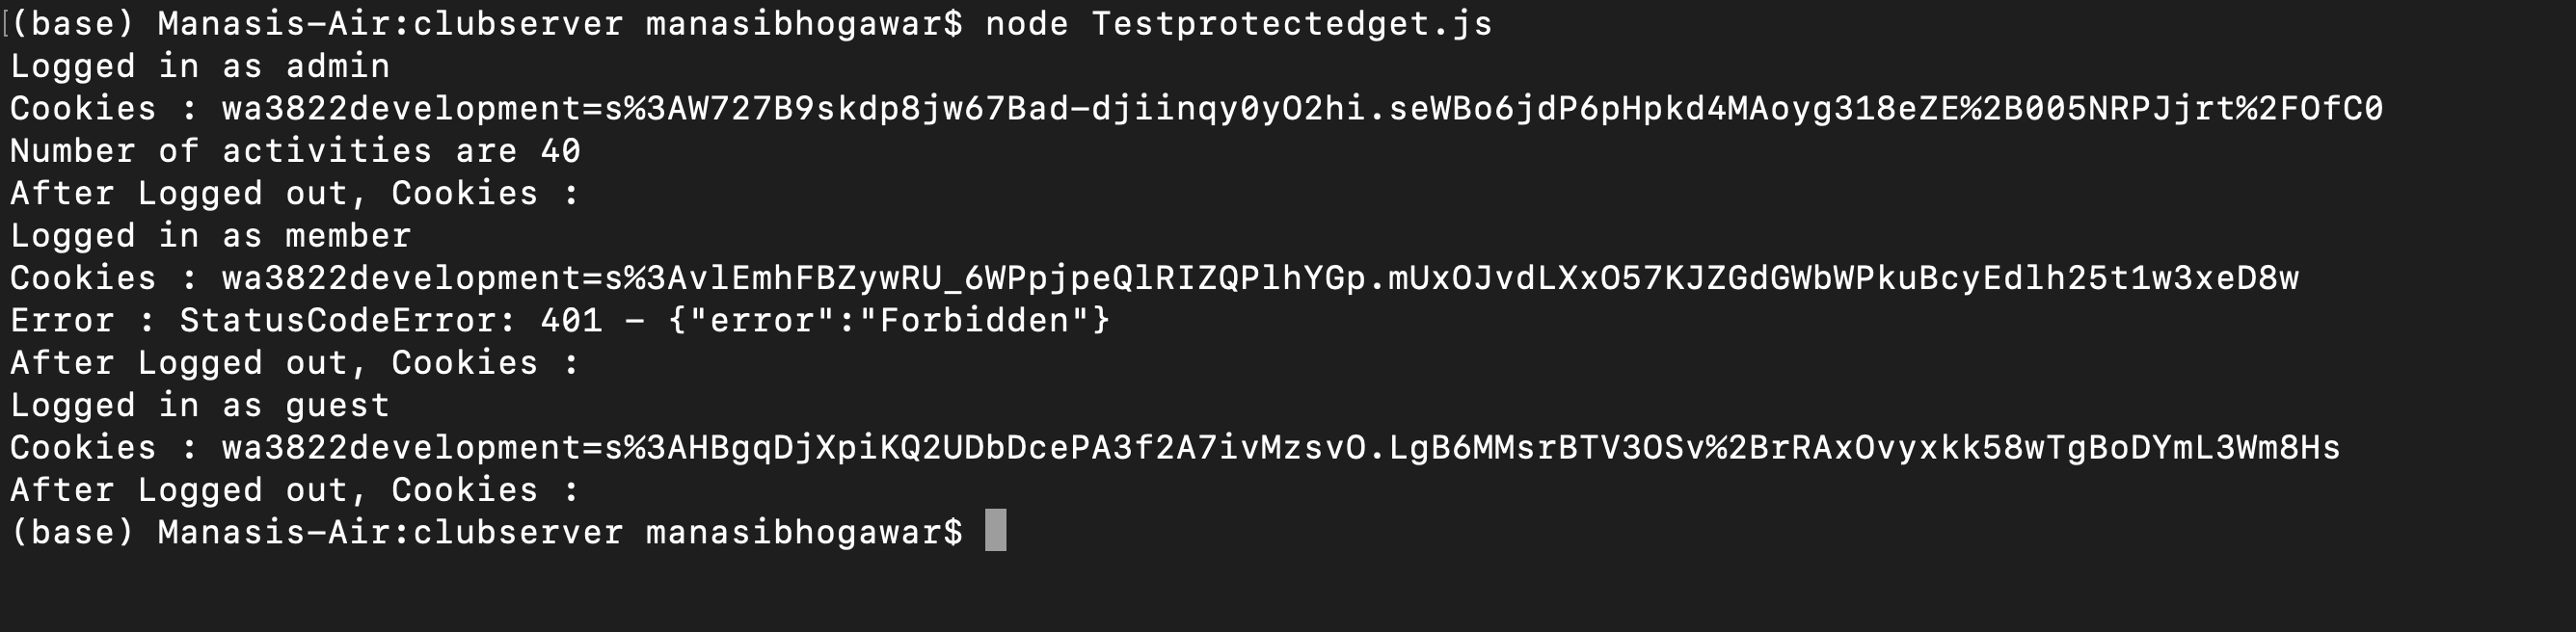 [(base) Manasis-Air:clubserver manasibhogawar$ node Testprotectedget.js
Logged in as admin
Cookies : wa3822development=s%3AW727B9skdp8jw67Bad-djiinqy0yO2hi.seWBo6jdP6pHpkd4MAoyg318eZE%2B005NRPJjrt%2FOfC0
Number of activities are 40
After Logged out, Cookies :
Logged in as member
Cookies : wa3822development=s%3AvlEmhFBZywRU_6WPpjpeQlRIZQPlhYGp.mUxOJvdLXxO57KJZGdGWbWPkuBcyEdlh25t1w3xeD8w
Error : StatusCodeError: 401 - {"error":"Forbidden"}
After Logged out, Cookies :
Logged in as guest
Cookies : wa3822development=s%3AHBgqDjXpiKQ2UDbDcePA3f2A7ivMzsvO.LgB6MMsrBTV3OSv%2BrRAxOvyxkk58wTgBoDYmL3Wm8Hs
After Logged out, Cookies :
(base) Manasis-Air:clubserver manasibhogawar$